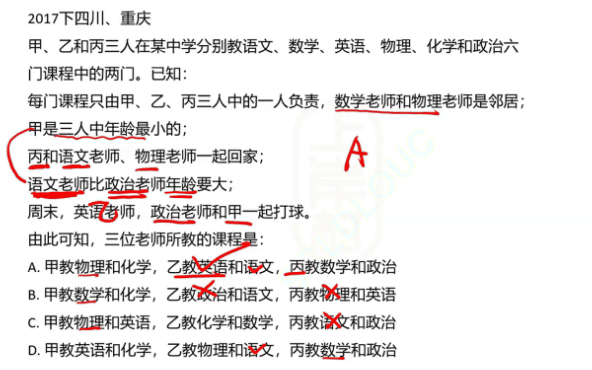 2017下四川、重庆
甲、乙和丙三人在某中学分别教语文、数学、英语、物理、化学和政治六
门课程中的两门。已知：
每门课程只由甲、乙、丙三人中的一人负责，数学老师和物理老师是邻居；
甲是三人中年龄最小的；
丙和语文老师、物理老师一起回家；
A
语文老师比政治老师年龄要大；
乙
周末，英语老师，政治老师和甲一起打球。
由此可知，三位老师所教的课程是：
A. 甲教物理和化学，乙教英语和语文，丙教数学和政治
B. 甲教数学和化学，乙教政治和语文，丙教物理和英语
C. 甲教物理和英语，乙教化学和数学，丙教语文和政治
D. 甲教英语和化学，乙教物理和语文，丙教数学和政治